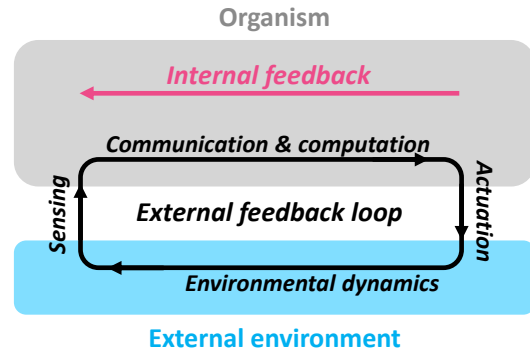 Organism
Internal feedback
Communication & computation
Sensing
Actuation
External feedback loop
Environmental dynamics
External environment